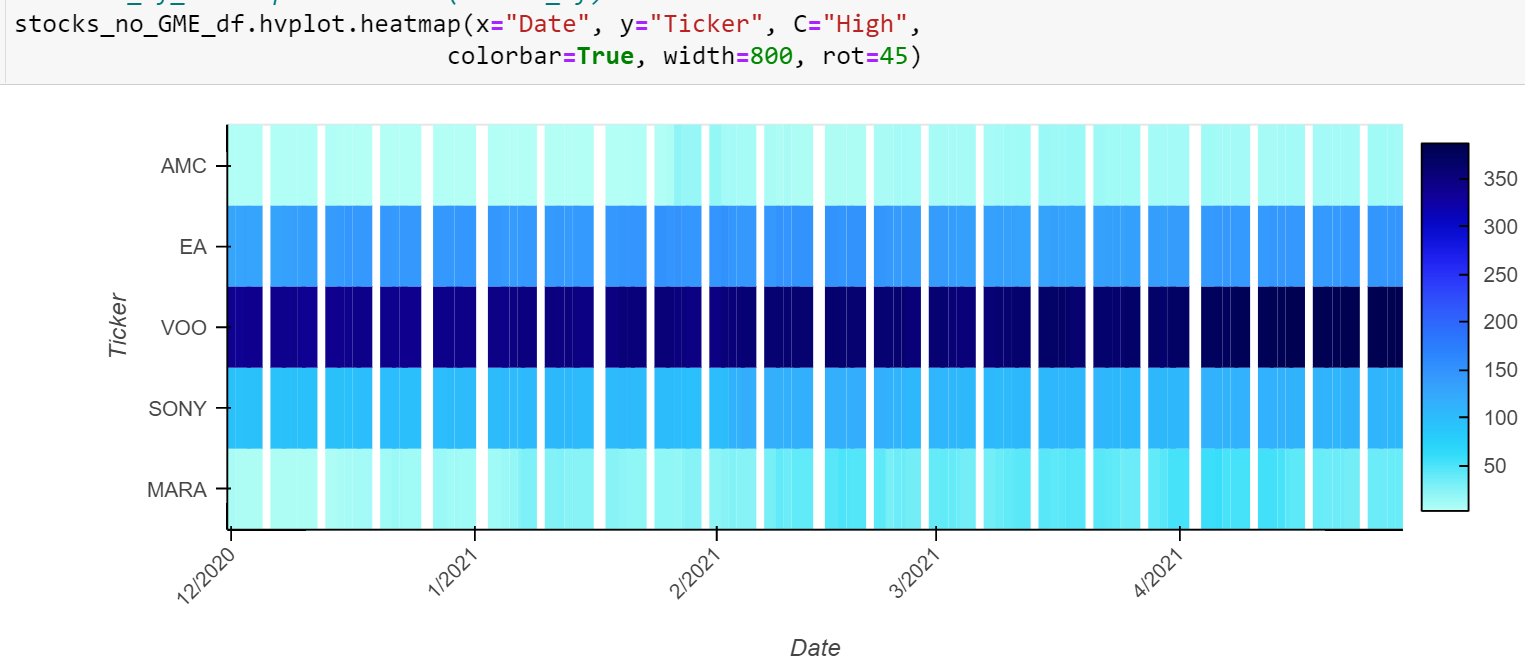 stocks_no_GME_df.hvplot.heatmap(x="Date", y="Ticker", C="High",
colorbar=True, width=800, rot=45)
AMC
EA
VOO
SONY
MARA
Ticker
350
300
250
200
150
100
50
12/2020
1/2021
2/2021
3/2021
4/2021
Date